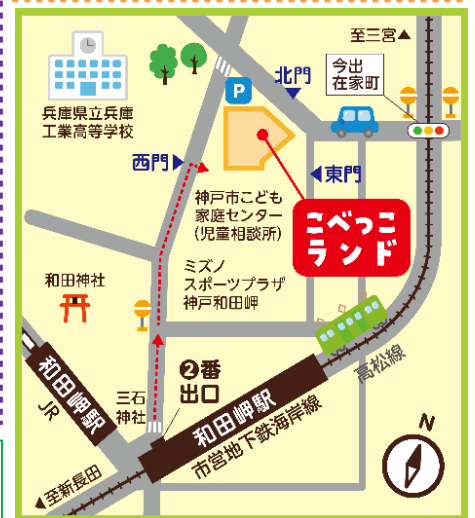 至三宮▲
今出
在家町
北門
P
兵庫県立兵庫
工業高等学校
西門
東門
神戸市こども
家庭センター
(児童相談所)
こべっこ
ランド
ミズノ
スポーツプラザ
神戸和田岬
和田神社
高松線
❷番
出口
三石
神社
和田岬駅
JR
和田岬駅
市営地下鉄海岸線
N
▲至新長田